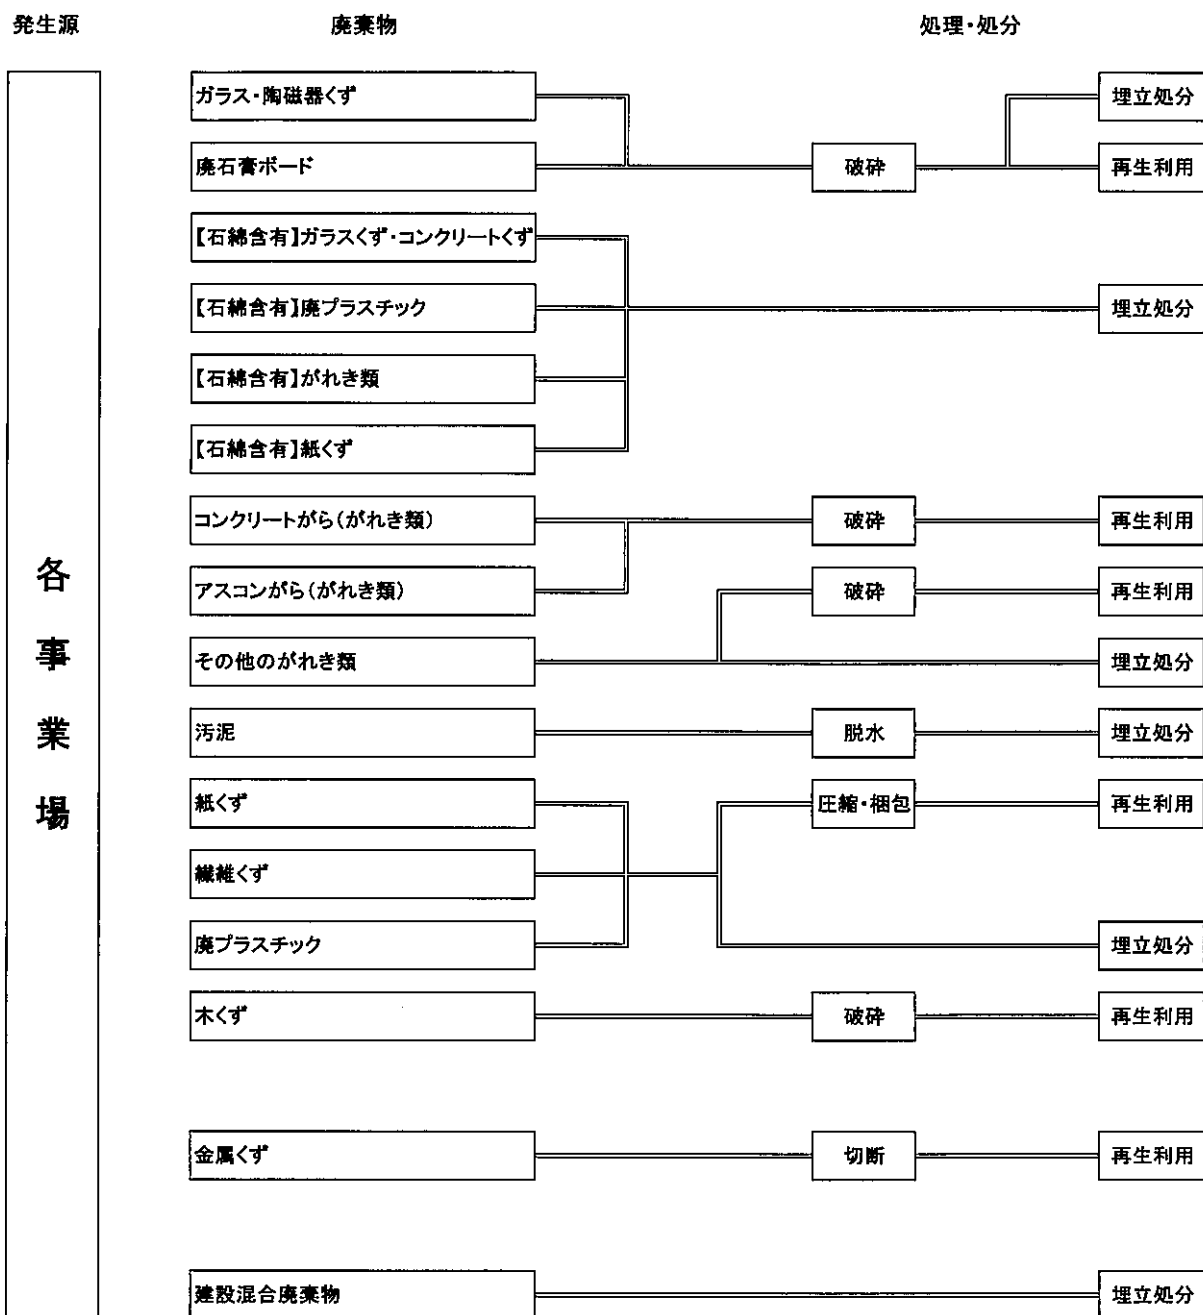 発生源 廃棄物 処理・処分
各事業場
ガラス・陶磁器くず 埋立処分
廃石膏ボード 破砕 再生利用
【石綿含有】ガラスくず・コンクリートくず
【石綿含有】廃プラスチック 埋立処分
【石綿含有】がれき類
【石綿含有】紙くず
コンクリートがら(がれき類) 破砕 再生利用
アスコンがら(がれき類) 破砕 再生利用
その他のがれき類 埋立処分
汚泥 脱水 埋立処分
紙くず 圧縮・梱包 再生利用
繊維くず
廃プラスチック 埋立処分
木くず 破砕 再生利用
金属くず 切断 再生利用
建設混合廃棄物 埋立処分